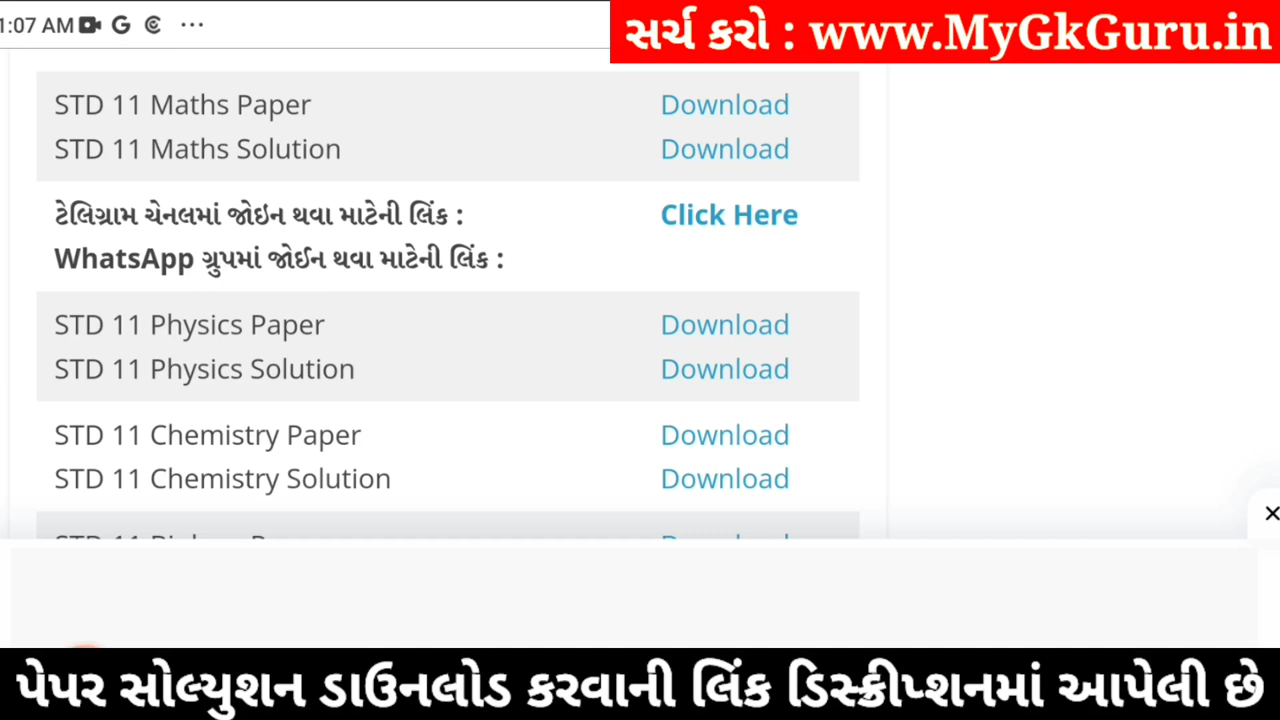 1:07 AM
સર્ચ કરો : www.MyGkGuru.in
STD 11 Maths Paper Download
STD 11 Maths Solution Download
ટેલિગ્રામ ચેનલમાં જોઇન થવા માટેની લિંક : Click Here
WhatsApp ગ્રુપમાં જોઈન થવા માટેની લિંક :
STD 11 Physics Paper Download
STD 11 Physics Solution Download
STD 11 Chemistry Paper Download
STD 11 Chemistry Solution Download
પેપર સોલ્યુશન ડાઉનલોડ કરવાની લિંક ડિસ્ક્રીપ્શનમાં આપેલી છે